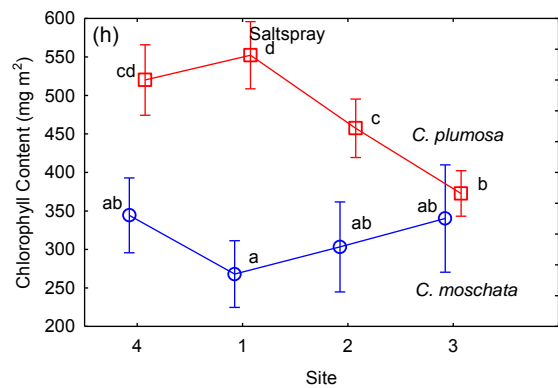 (h)
Saltspray
600
550
500
450
400
350
300
250
200
Chlorophyll Content (mg m²)
cd
d
c
C. plumosa
b
ab
a
ab
ab
C. moschata
4
1
2
3
Site